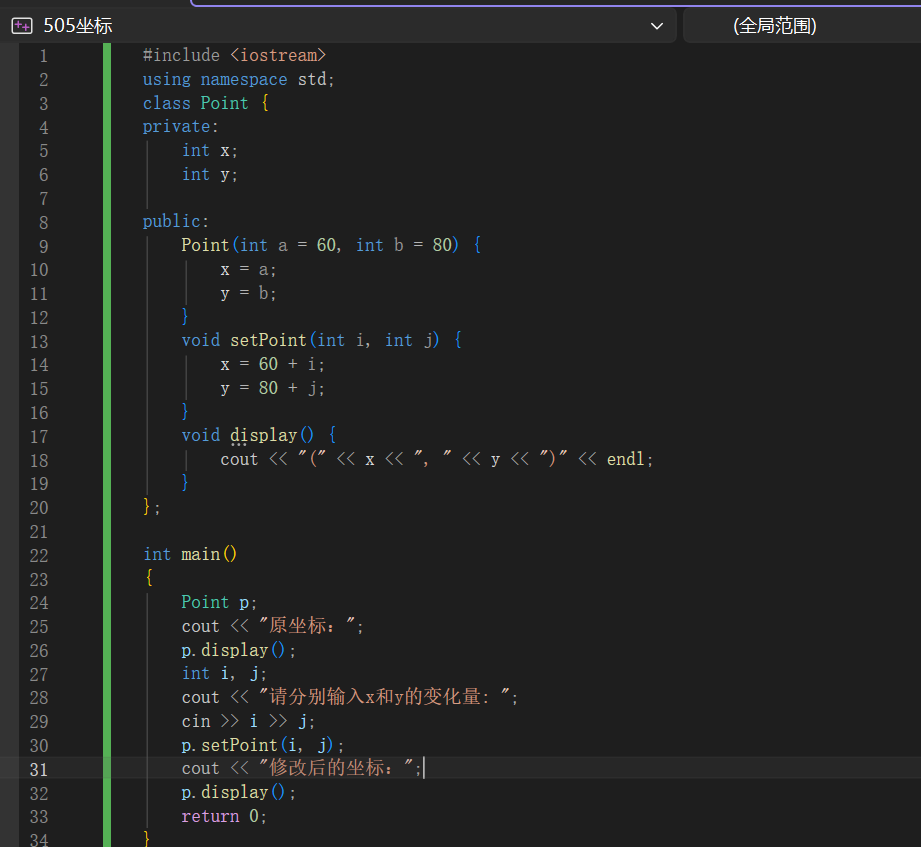 505坐标
(全局范围)
1 #include <iostream>
2 using namespace std;
3 class Point {
4 private:
5 int x;
6 int y;
7
8 public:
9 Point(int a = 60, int b = 80) {
10 x = a;
11 y = b;
12 }
13 void setPoint(int i, int j) {
14 x = 60 + i;
15 y = 80 + j;
16 }
17 void display() {
18 cout << "(" << x << ", " << y << ")" << endl;
19 }
20 };
21
22 int main()
23 {
24 Point p;
25 cout << "原坐标：";
26 p.display();
27 int i, j;
28 cout << "请分别输入x和y的变化量: ";
29 cin >> i >> j;
30 p.setPoint(i, j);
31 cout << "修改后的坐标：";
32 p.display();
33 return 0;
34 }